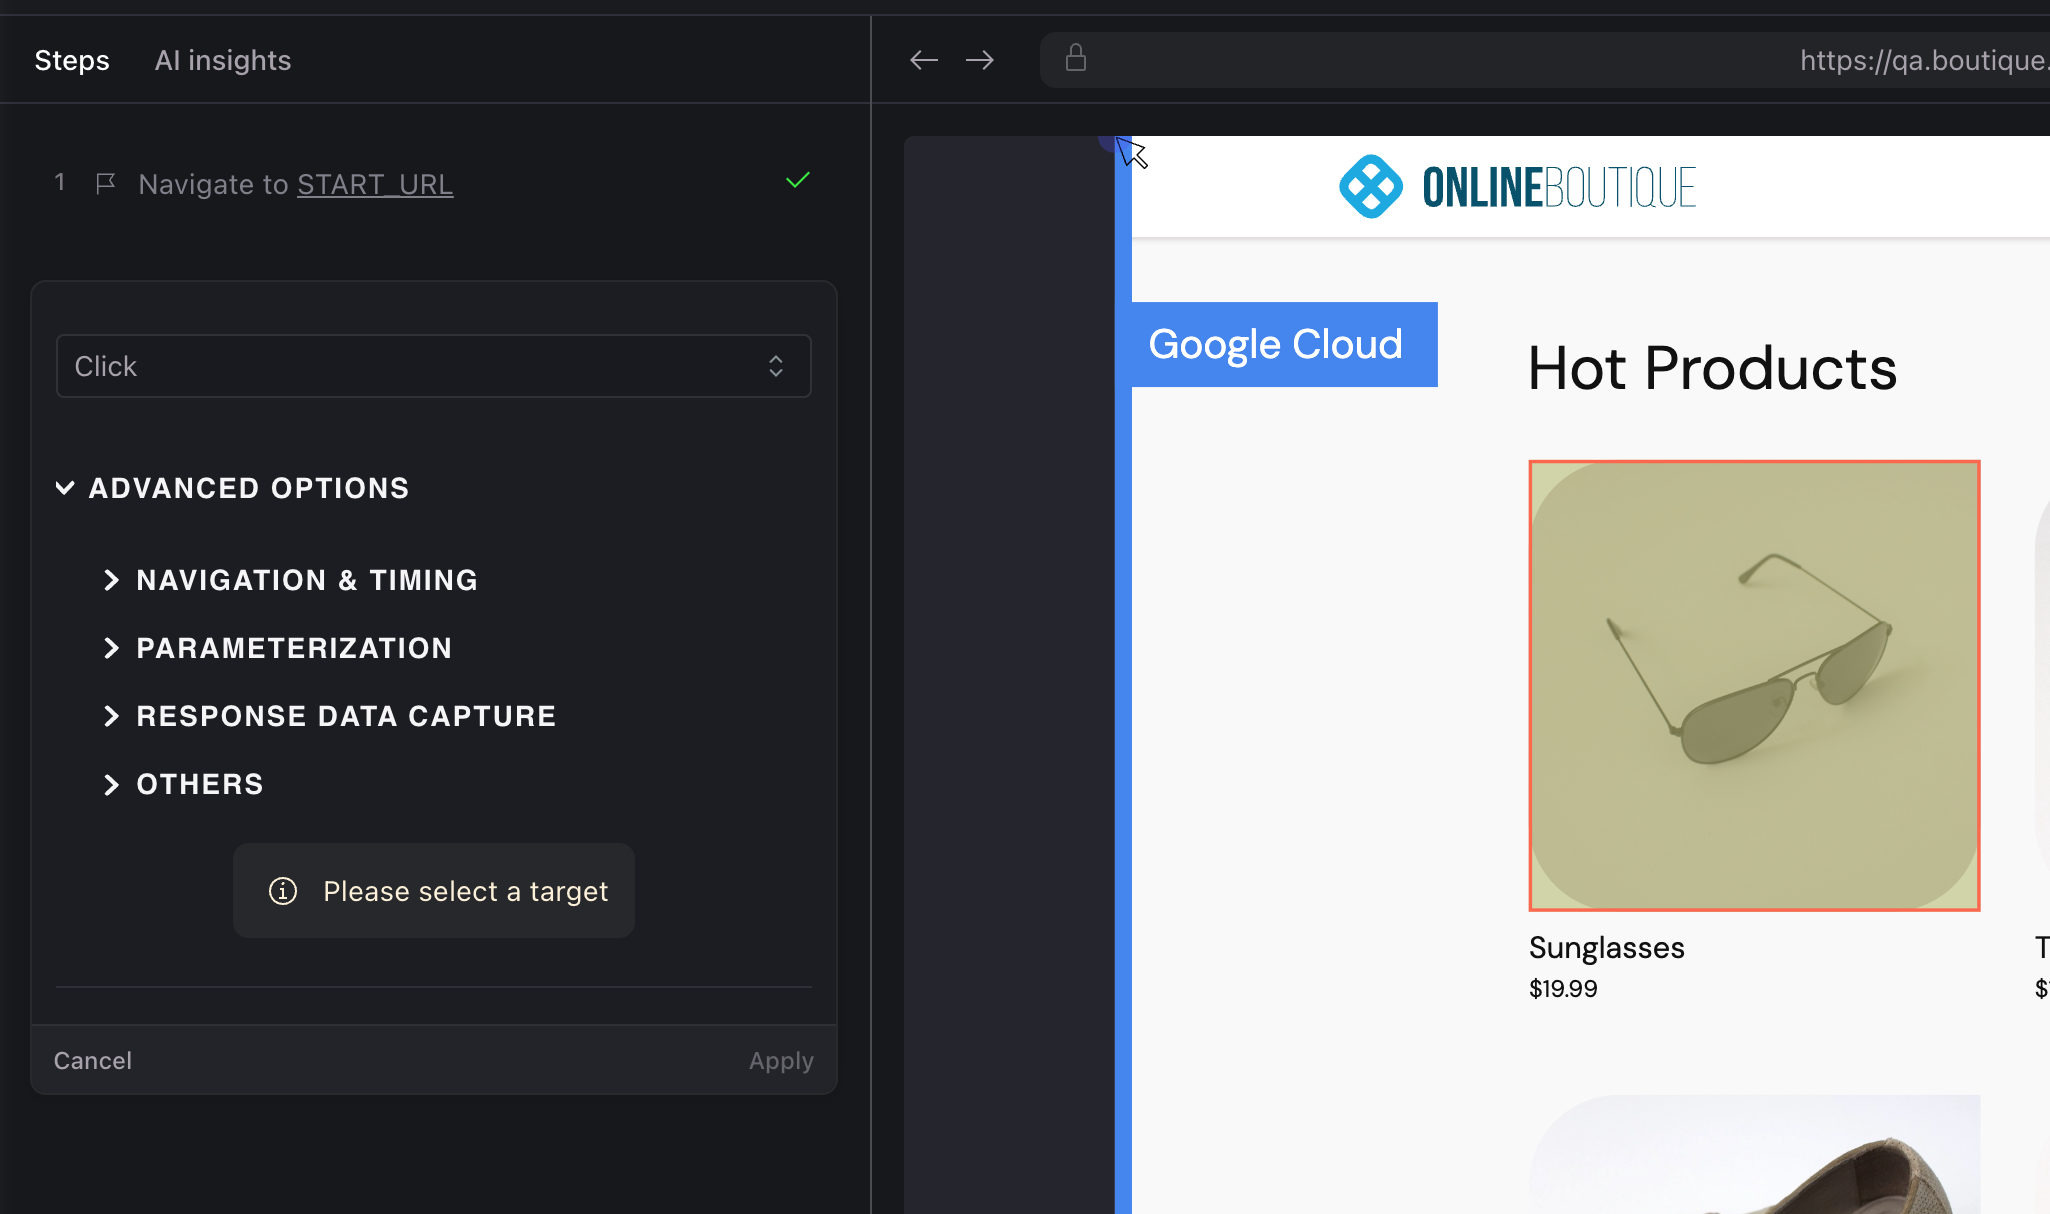 Steps
AI insights
https://qa.boutique.
1
Navigate to START_URL
Click
ADVANCED OPTIONS
NAVIGATION & TIMING
PARAMETERIZATION
RESPONSE DATA CAPTURE
OTHERS
Please select a target
Cancel
Apply
ONLINEBOUTIQUE
Google Cloud
Hot Products
Sunglasses
$19.99
T
$